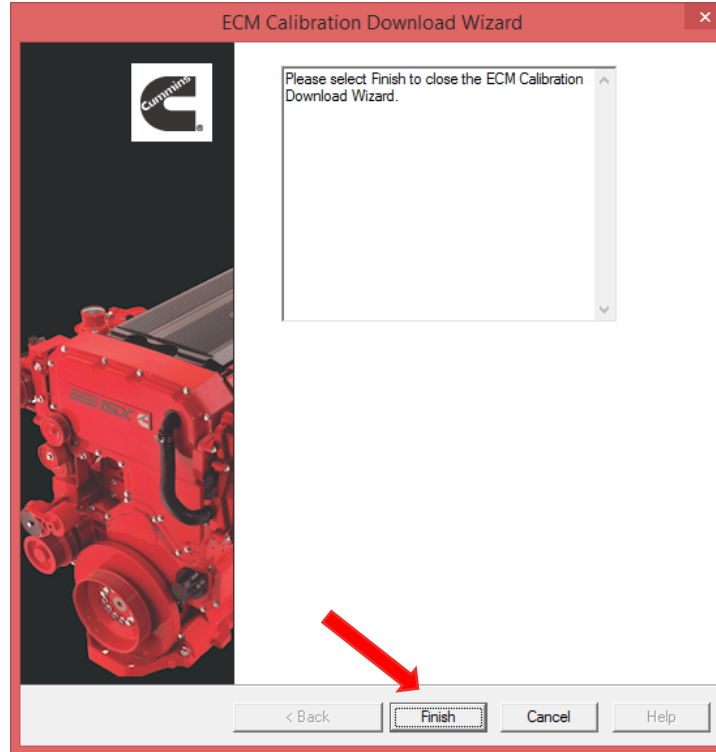 ECM Calibration Download Wizard
Cummins
Please select Finish to close the ECM Calibration
Download Wizard.
ISX
< Back
Finish
Cancel
Help